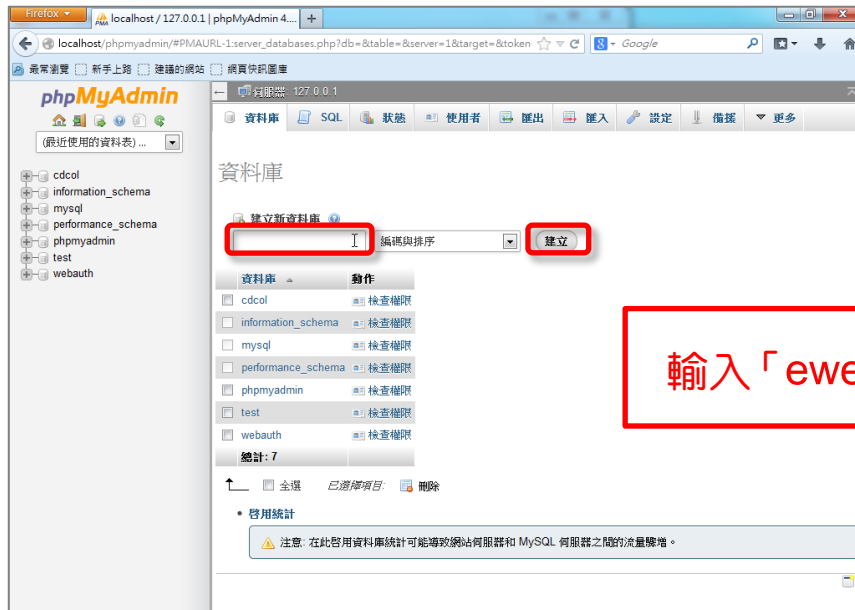 Firefox
localhost / 127.0.0.1 | phpMyAdmin 4....
localhost/phpmyadmin/#PMAURL-1:server_databases.php?db=&table=&server=1&target=&token
Google
最常瀏覽 新手上路 建議的網站 網頁快訊圖庫
phpMyAdmin
(最近使用的資料表) ...
cdcol
information_schema
mysql
performance_schema
phpmyadmin
test
webauth
伺服器: 127.0.0.1
資料庫 SQL 狀態 使用者 匯出 匯入 設定 備援 更多
資料庫
建立新資料庫
編碼與排序 建立
資料庫 動作
cdcol 檢查權限
information_schema 檢查權限
mysql 檢查權限
performance_schema 檢查權限
phpmyadmin 檢查權限
test 檢查權限
webauth 檢查權限
總計: 7
全選 已選擇項目: 刪除
啓用統計
注意: 在此啓用資料庫統計可能導致網站伺服器和 MySQL 伺服器之間的流量驟增。
輸入「ewe